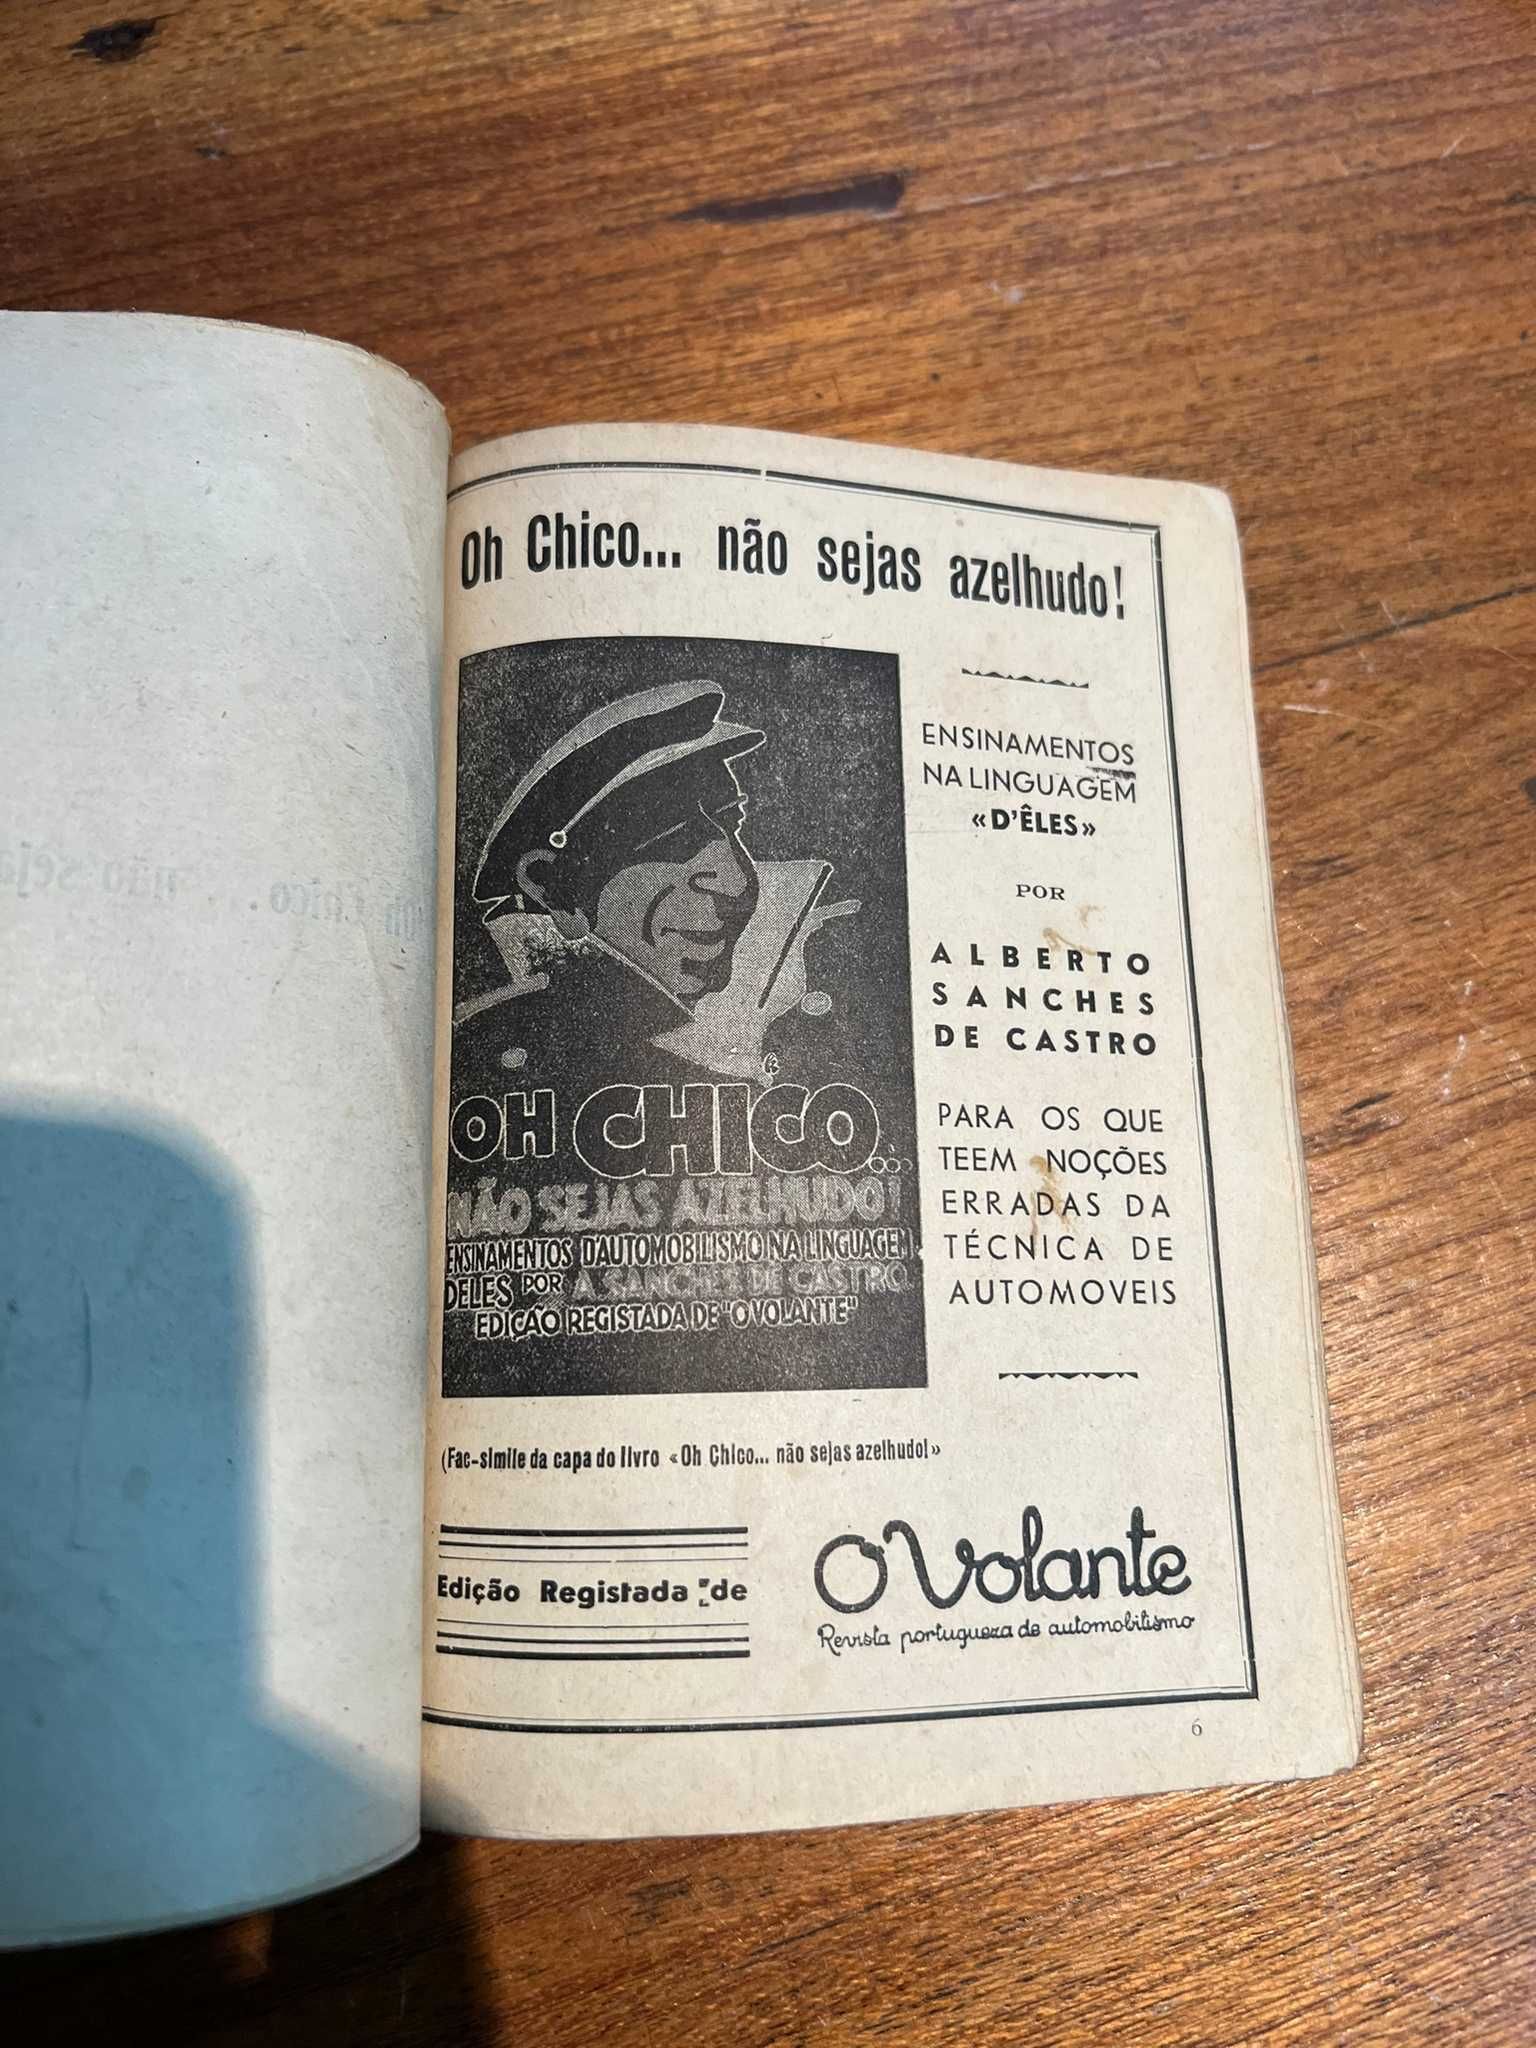 Oh Chico... não sejas azelhudo!
OH CHICO...
NÃO SEJAS AZELHUDO!
ENSINAMENTOS D'AUTOMOBILISMO NA LINGUAGEM
DELES POR A. SANCHES DE CASTRO.
EDIÇÃO REGISTADA DE "O VOLANTE"
ENSINAMENTOS
NA LINGUAGEM
«D'ÊLES»
POR
ALBERTO
SANCHES
DE CASTRO
PARA OS QUE
TEEM NOÇÕES
ERRADAS DA
TÉCNICA DE
AUTOMOVEIS
(Fac-simile da capa do livro «Oh Chico... não sejas azelhudo!»
Edição Registada de
O Volante
Revista portugueza de automobilismo
6